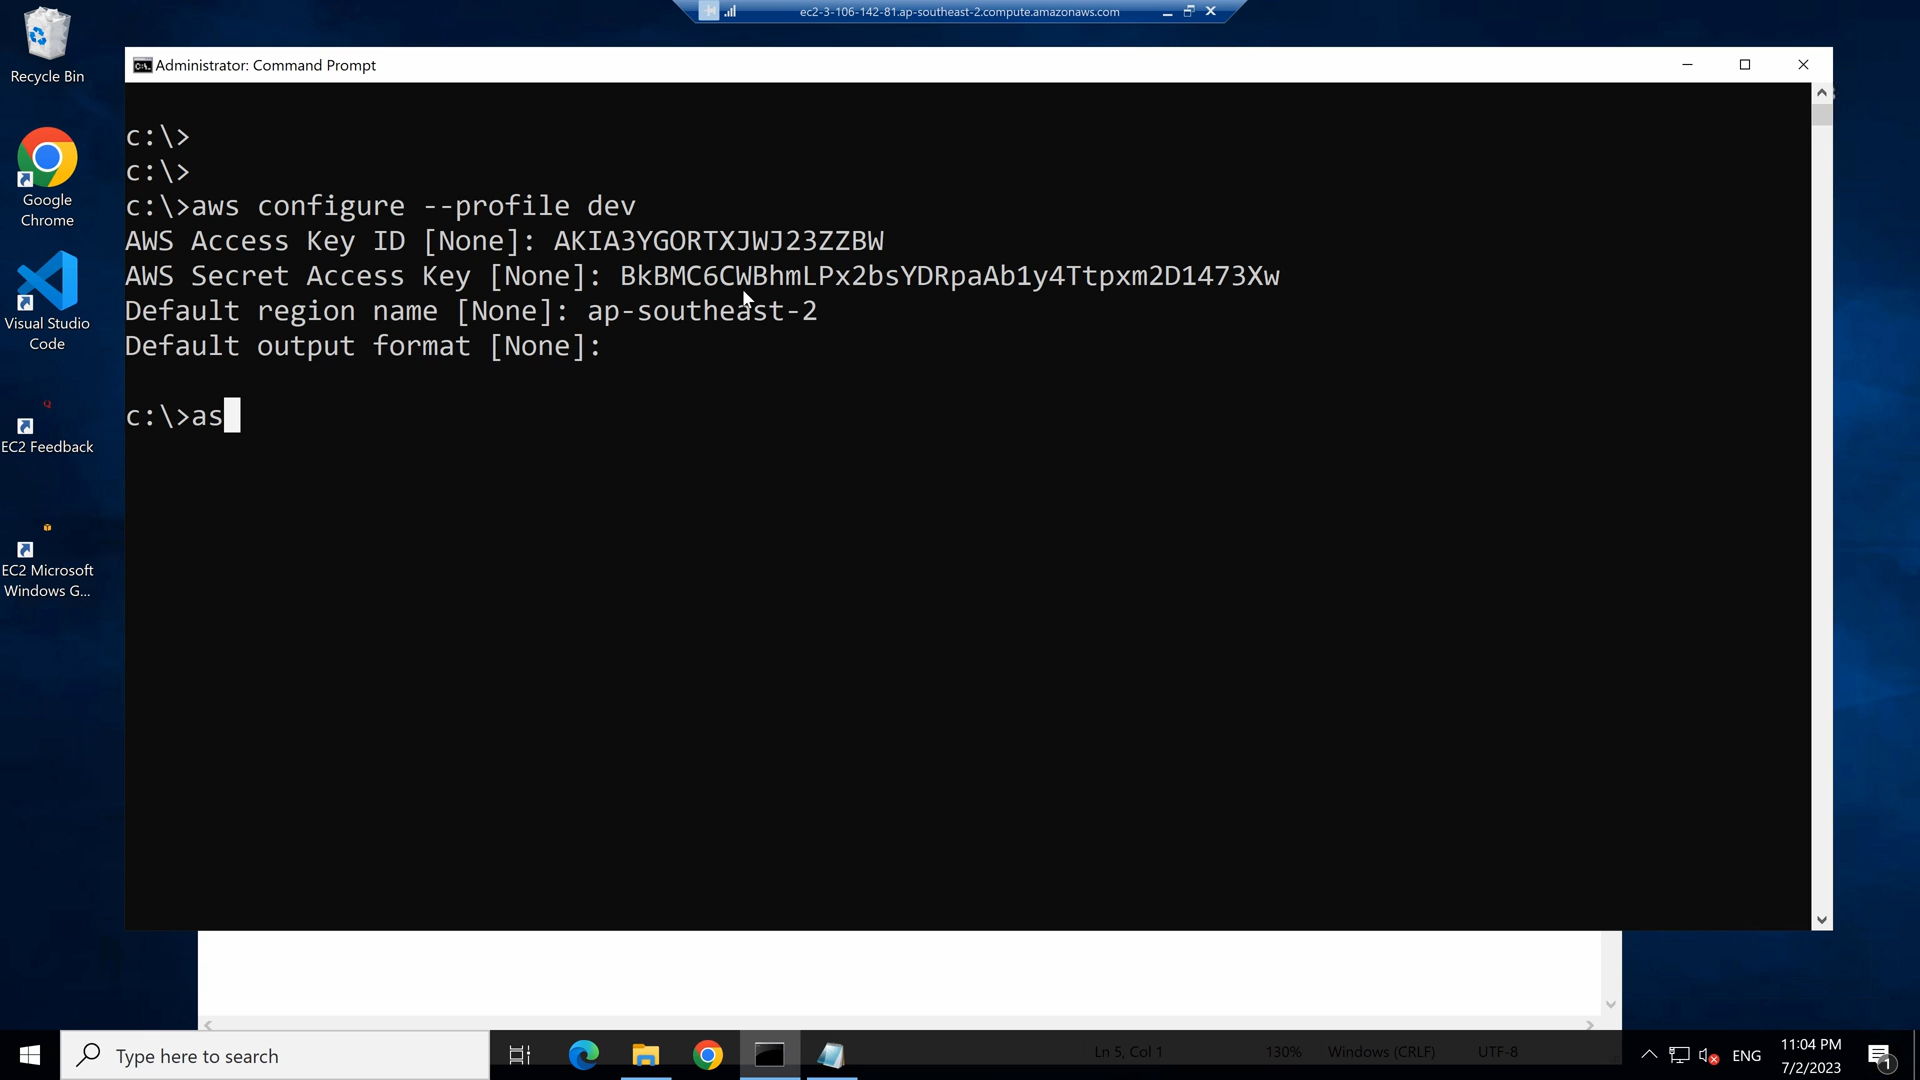 ec2-3-106-142-81.ap-southeast-2.compute.amazonaws.com
Recycle Bin
Google
Chrome
Visual Studio
Code
EC2 Feedback
EC2 Microsoft
Windows G...
Administrator: Command Prompt
c:\>
c:\>
c:\>aws configure --profile dev
AWS Access Key ID [None]: AKIA3YGORTXJWJ23ZZBW
AWS Secret Access Key [None]: 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
Default region name [None]: ap-southeast-2
Default output format [None]:
c:\>as
Type here to search
Ln 5, Col 1
130%
Windows (CRLF)
UTF-8
ENG
11:04 PM
7/2/2023
1